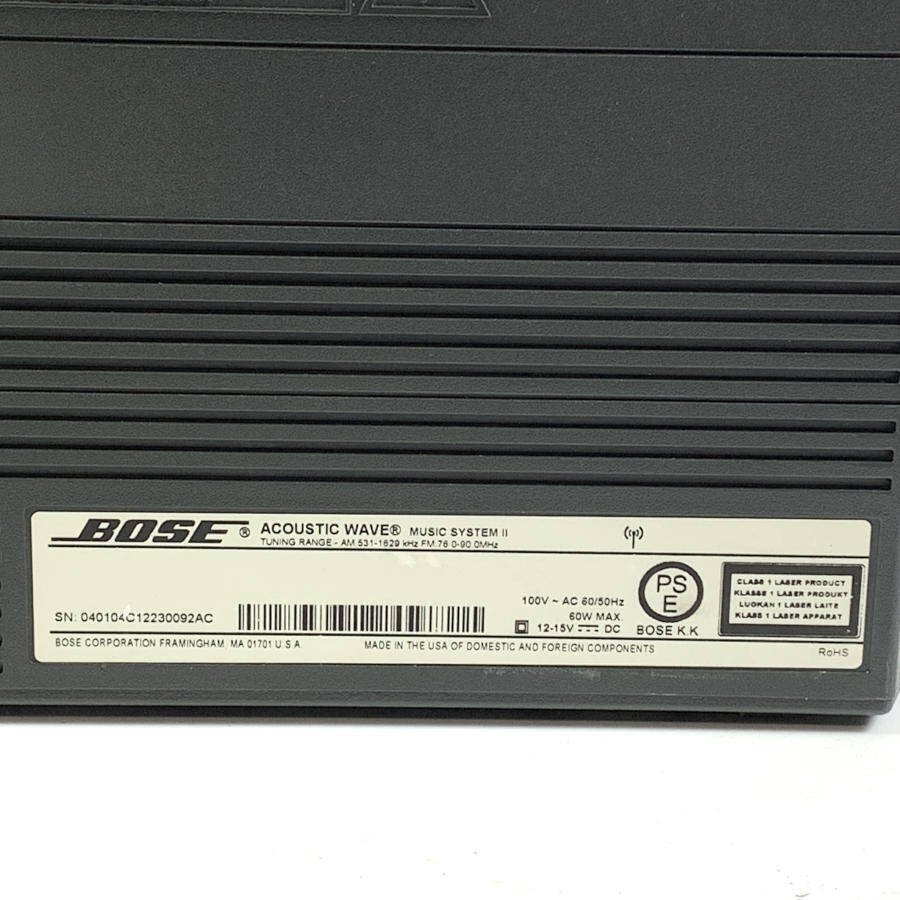 BOSE® ACOUSTIC WAVE® MUSIC SYSTEM II
TUNING RANGE - AM 531-1629 kHz FM 76.0-90.0MHz
SN: 040104C12230092AC
100V ~ AC 60/50Hz
60W MAX.
12-15V ⎓ DC
PS
E
BOSE K.K
CLASS 1 LASER PRODUCT
KLASSE 1 LASER PRODUKT
LUOKAN 1 LASER LAITE
KLASS 1 LASER APPARAT
BOSE CORPORATION FRAMINGHAM, MA 01701 U.S.A. MADE IN THE USA OF DOMESTIC AND FOREIGN COMPONENTS
RoHS